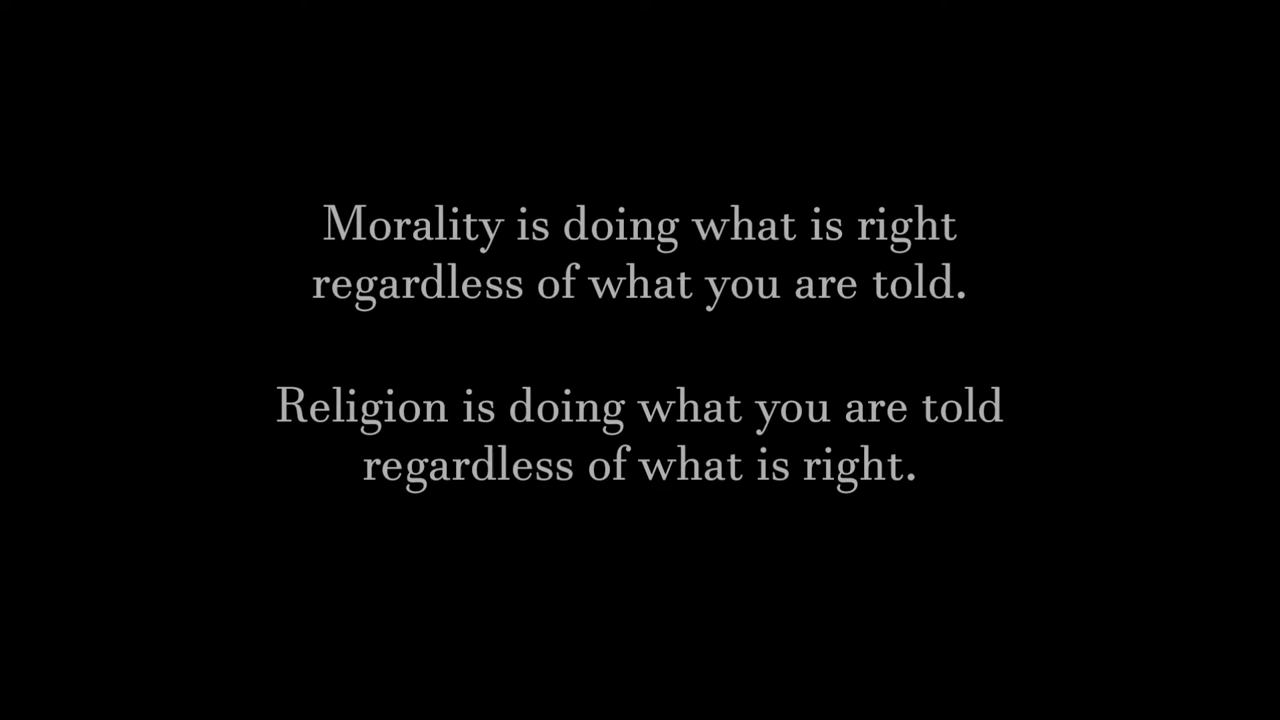 Morality is doing what is right
regardless of what you are told.
Religion is doing what you are told
regardless of what is right.